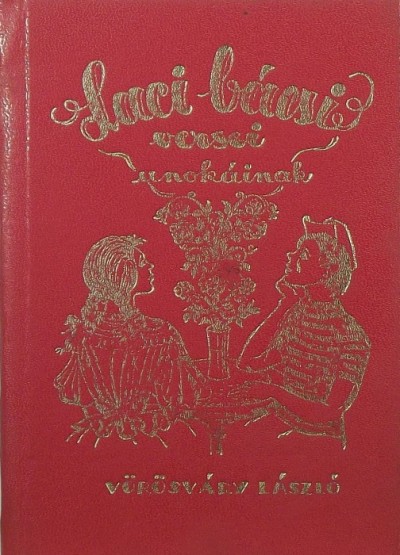 Laci bácsi
versei
unokáinak
VÖRÖSVÁRY LÁSZLÓ